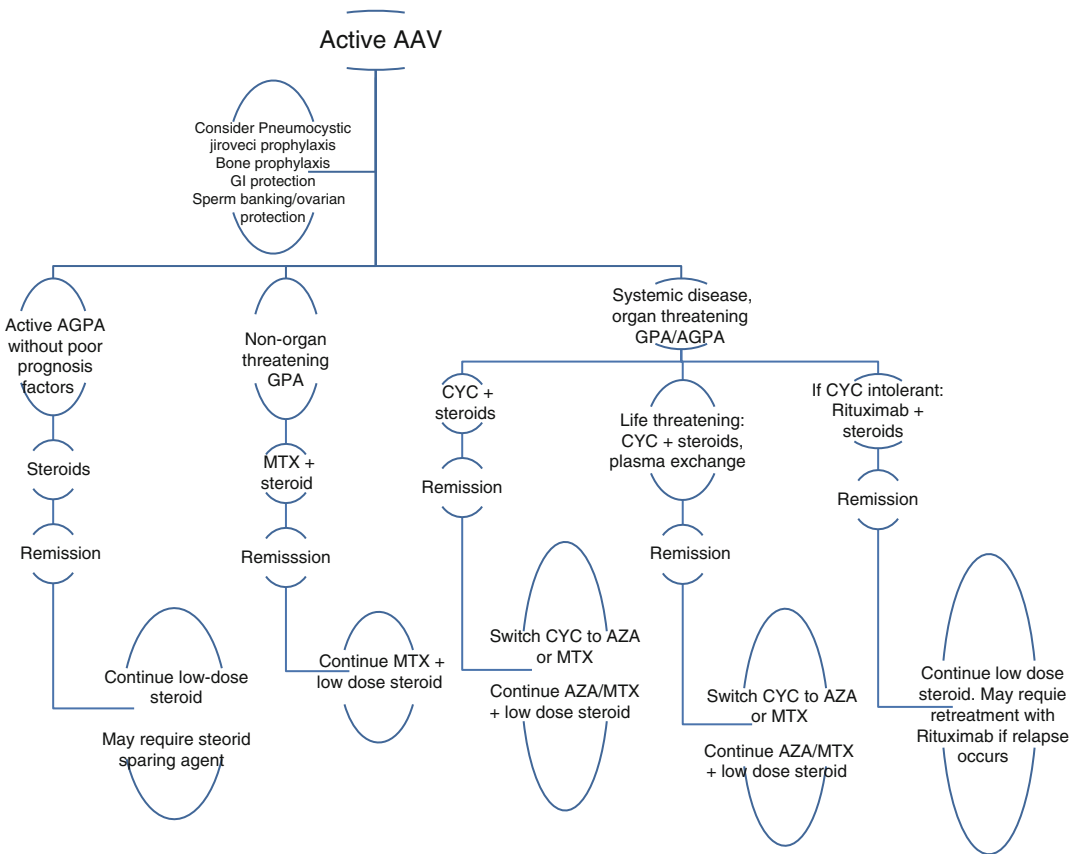 Active AAV
Consider Pneumocystic
jiroveci prophylaxis
Bone prophylaxis
GI protection
Sperm banking/ovarian
protection
Active AGPA
without poor
prognosis
factors
Steroids
Remission
Continue low-dose
steroid
May require steorid
sparing agent
Non-organ
threatening
GPA
MTX +
steroid
Remisssion
Continue MTX +
low dose steroid
Systemic disease,
organ threatening
GPA/AGPA
CYC +
steroids
Remission
Switch CYC to AZA
or MTX
Continue AZA/MTX
+ low dose steroid
Life threatening:
CYC + steroids,
plasma exchange
Remission
Switch CYC to AZA
or MTX
Continue AZA/MTX
+ low dose steroid
If CYC intolerant:
Rituximab +
steroids
Remission
Continue low dose
steroid. May requie
retreatment with
Rituximab if relapse
occurs